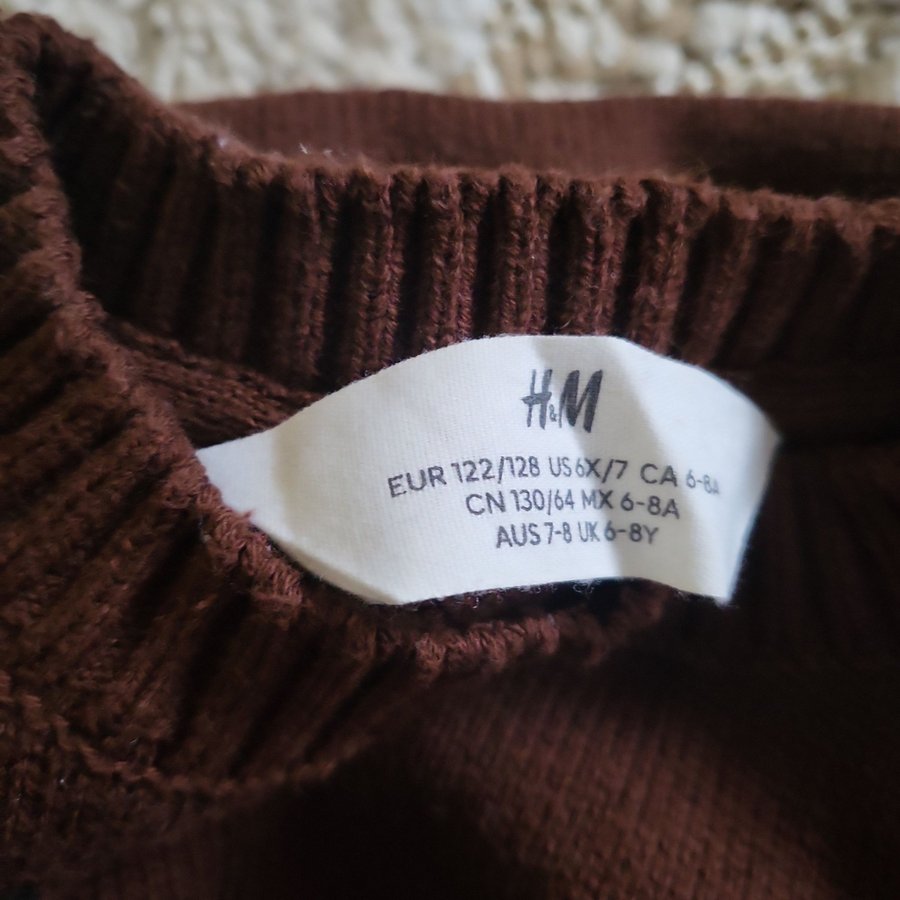 H&M
EUR 122/128 US 6X/7 CA 6-8A
CN 130/64 MX 6-8A
AUS 7-8 UK 6-8Y